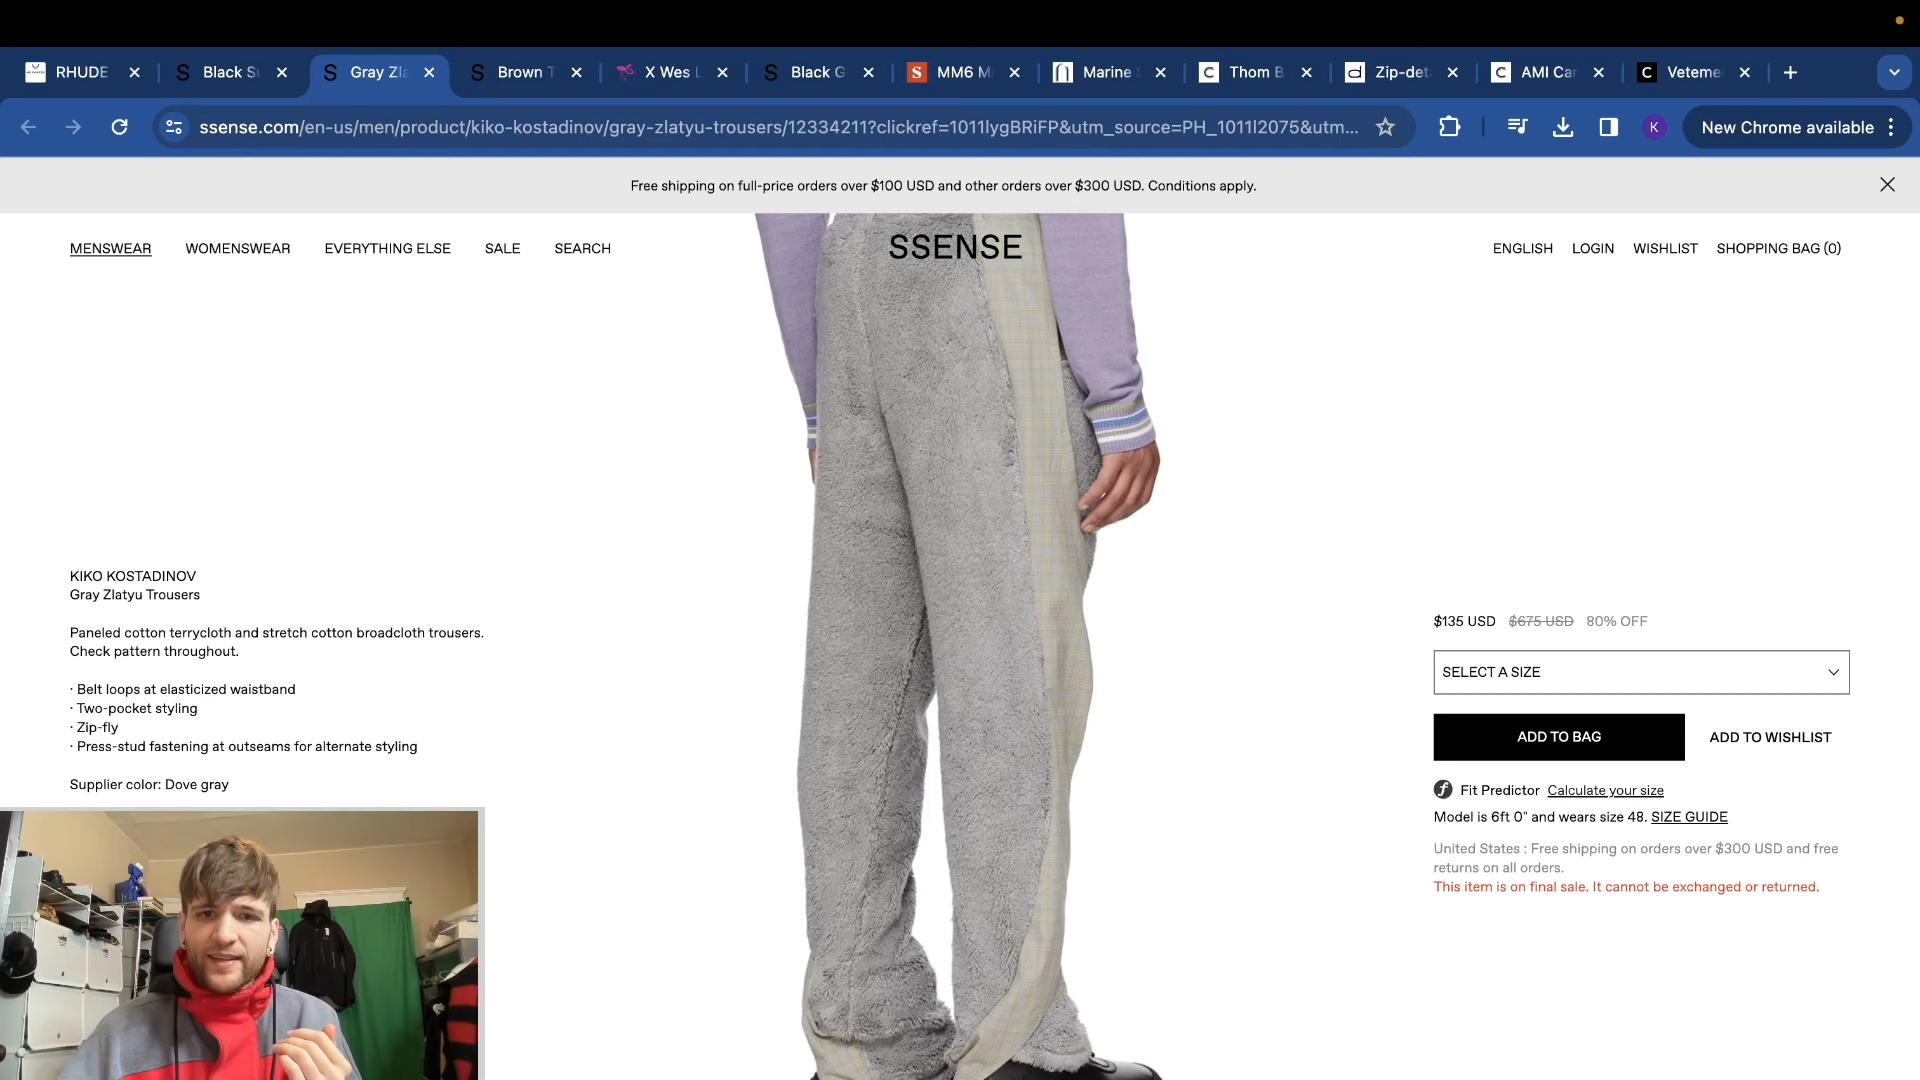 RHUDE
Black S
Gray Zla
Brown T
X Wes L
Black G
MM6 M
Marine
Thom B
Zip-det
AMI Car
Veteme
ssense.com/en-us/men/product/kiko-kostadinov/gray-zlatyu-trousers/12334211?clickref=1011lygBRiFP&utm_source=PH_1011l2075&utm...
K
New Chrome available
Free shipping on full-price orders over $100 USD and other orders over $300 USD. Conditions apply.
MENSWEAR WOMENSWEAR EVERYTHING ELSE SALE SEARCH
SSENSE
ENGLISH LOGIN WISHLIST SHOPPING BAG (0)
KIKO KOSTADINOV
Gray Zlatyu Trousers
Paneled cotton terrycloth and stretch cotton broadcloth trousers.
Check pattern throughout.
· Belt loops at elasticized waistband
· Two-pocket styling
· Zip-fly
· Press-stud fastening at outseams for alternate styling
Supplier color: Dove gray
$135 USD $675 USD 80% OFF
SELECT A SIZE
ADD TO BAG
ADD TO WISHLIST
Fit Predictor Calculate your size
Model is 6ft 0" and wears size 48. SIZE GUIDE
United States : Free shipping on orders over $300 USD and free
returns on all orders.
This item is on final sale. It cannot be exchanged or returned.